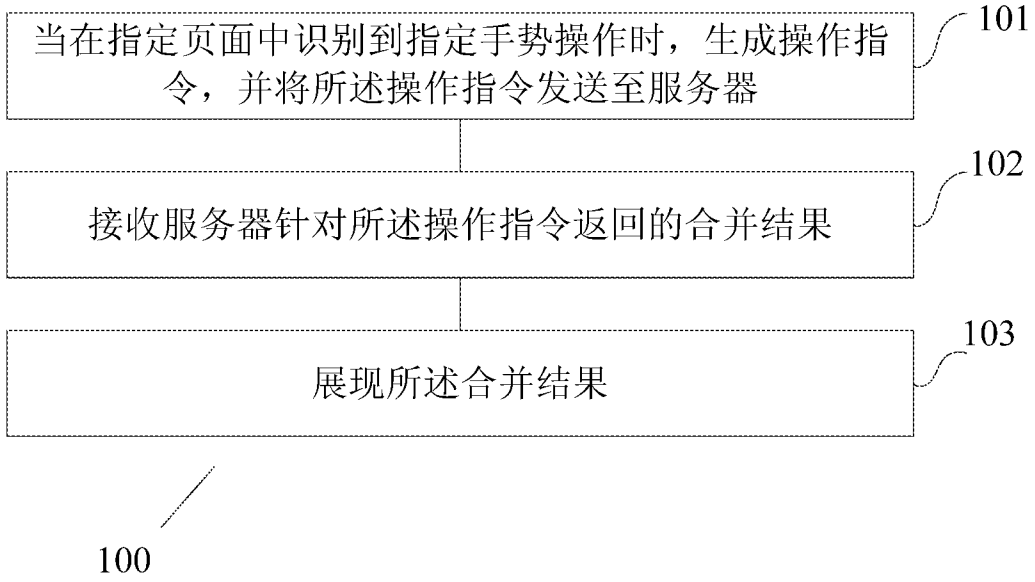 101
当在指定页面中识别到指定手势操作时，生成操作指
令，并将所述操作指令发送至服务器
102
接收服务器针对所述操作指令返回的合并结果
103
展现所述合并结果
100